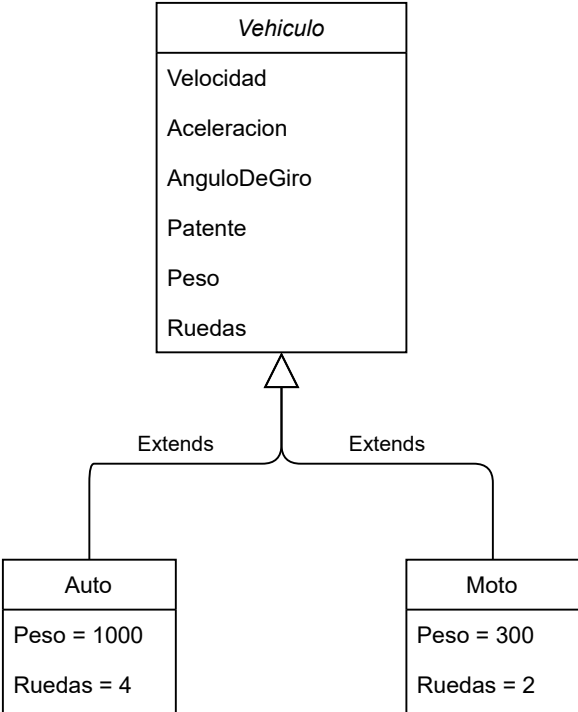 Vehiculo
Velocidad
Aceleracion
AnguloDeGiro
Patente
Peso
Ruedas
Extends
Extends
Auto
Peso = 1000
Ruedas = 4
Moto
Peso = 300
Ruedas = 2